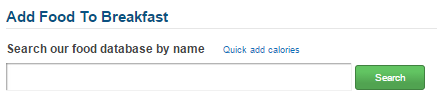 Add Food To Breakfast
Search our food database by name Quick add calories
Search